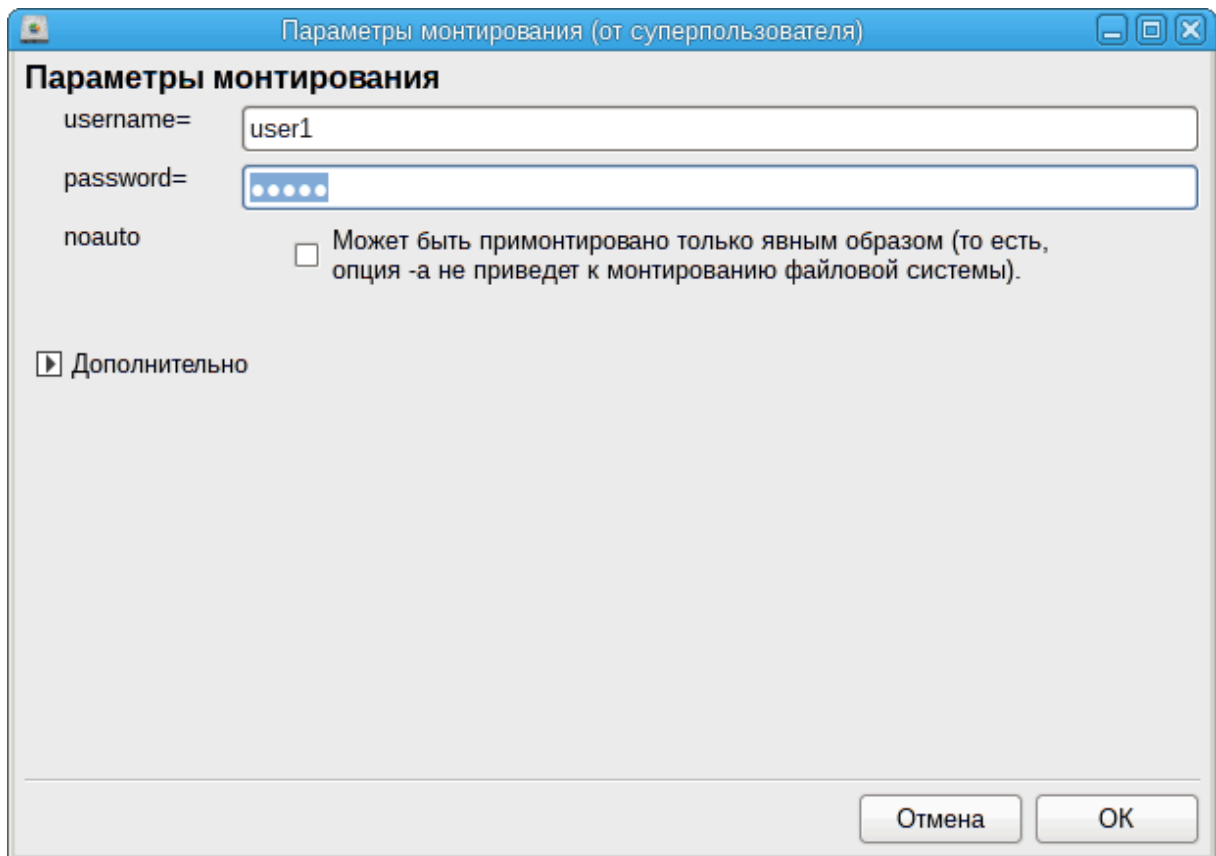 Параметры монтирования (от суперпользователя)
Параметры монтирования
username= user1
password= •••••
noauto Может быть примонтировано только явным образом (то есть,
опция -a не приведет к монтированию файловой системы).
Дополнительно
Отмена OK